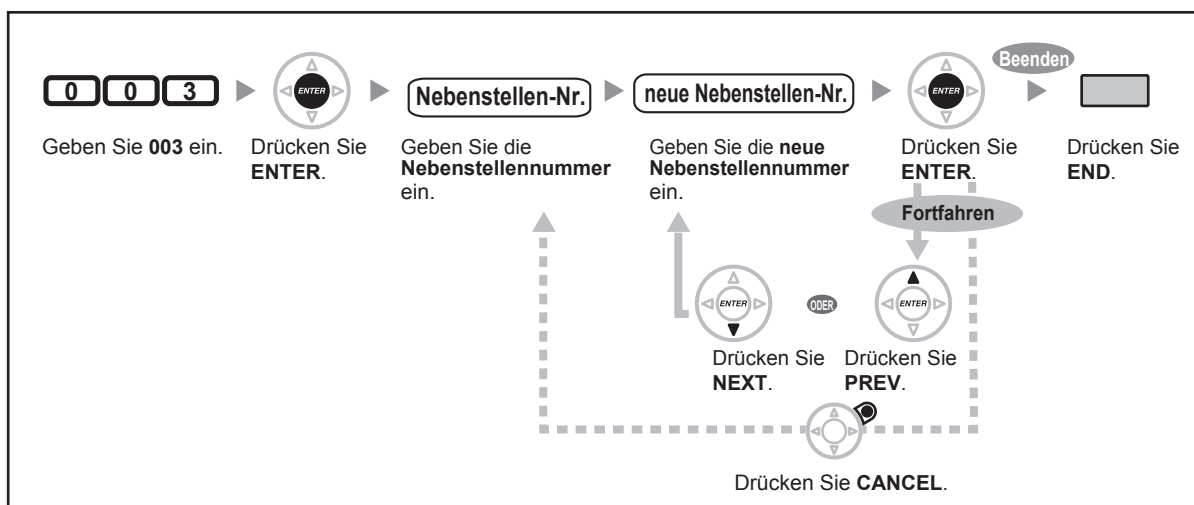 Beenden
0 0 3
ENTER
Nebenstellen-Nr.
neue Nebenstellen-Nr.
ENTER
Geben Sie 003 ein.
Drücken Sie
ENTER.
Geben Sie die
Nebenstellennummer
ein.
Geben Sie die neue
Nebenstellennummer
ein.
Drücken Sie
ENTER.
Drücken Sie
END.
Fortfahren
ENTER
ODER
ENTER
Drücken Sie
NEXT.
Drücken Sie
PREV.
Drücken Sie CANCEL.